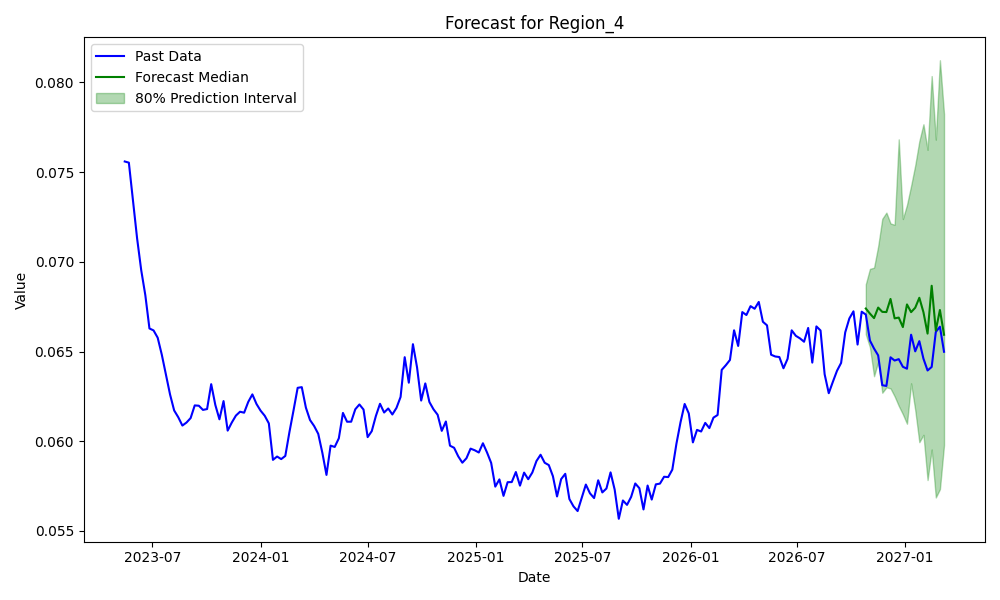 Forecast for Region_4
Past Data
Forecast Median
80% Prediction Interval
0.080
0.075
0.070
0.065
0.060
0.055
Value
2023-07
2024-01
2024-07
2025-01
2025-07
2026-01
2026-07
2027-01
Date